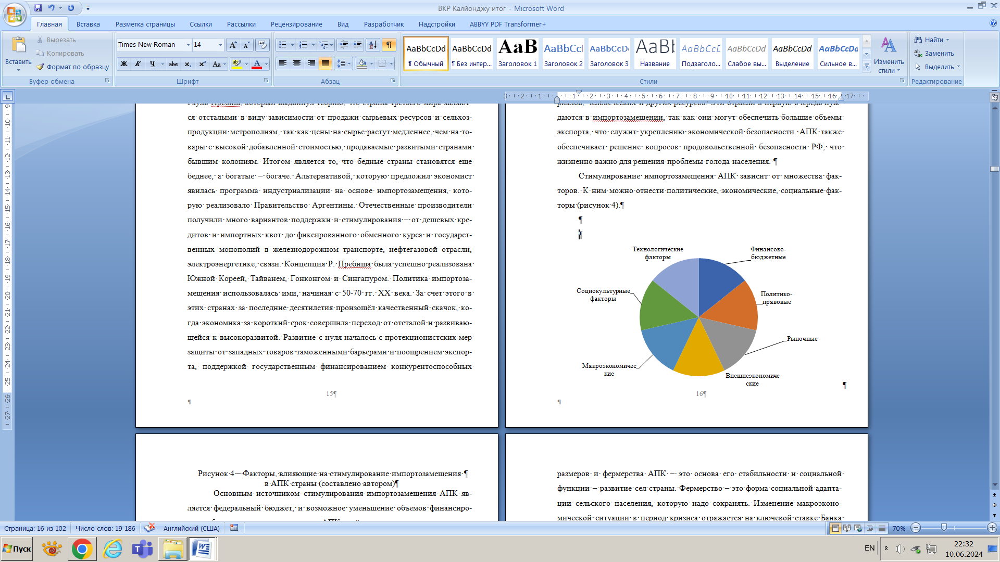 ВКР Калйонджу итог - Microsoft Word
Главная
Вставка
Разметка страницы
Ссылки
Рассылки
Рецензирование
Вид
Разработчик
Надстройки
ABBYY PDF Transformer+
Вставить
Вырезать
Копировать
Формат по образцу
Буфер обмена
Times New Roman
14
Ж К Ч abc x₂ x² Aa
Шрифт
Абзац
AaBbCcDd
¶ Обычный
AaBbCcDd
¶ Без интер...
AaB
Заголовок 1
AaBbCc
Заголовок 2
AaBbCcD
Заголовок 3
AaBb
Название
AaBbCcD
Подзаголо...
AaBbCcDd
Слабое вы...
AaBbCcDd
Выделение
AaBbCcDd
Сильное в...
Изменить стили
Стили
Найти
Заменить
Выделить
Редактирование
Рауль Пребиш, который выдвинул теорию, что страны третьего мира являют-
ся отсталыми в виду зависимости от продажи сырьевых ресурсов и сельхоз-
продукции метрополиям, так как цены на сырье растут медленнее, чем на то-
вары с высокой добавленной стоимостью, продаваемые развитыми странами
бывшим колониям. Итогом является то, что бедные страны становятся еще
беднее, а богатые – богаче. Альтернативой, которую предложил экономист
явилась программа индустриализации на основе импортозамещения, кото-
рую реализовало Правительство Аргентины. Отечественные производители
получили много вариантов поддержки и стимулирования – от дешевых кре-
дитов и импортных квот до фиксированного обменного курса и государст-
венных монополий в железнодорожном транспорте, нефтегазовой отрасли,
электроэнергетике, связи. Концепция Р. Пребиша была успешно реализована
Южной Кореей, Тайванем, Гонконгом и Сингапуром. Политика импортоза-
мещения использовалась ими, начиная с 50-70 гг. XX века. За счет этого в
этих странах за последние десятилетия произошёл качественный скачок, ко-
гда экономика за короткий срок совершила переход от отсталой и развиваю-
щейся к высокоразвитой. Развитие с нуля началось с протекционистских мер
защиты от западных товаров таможенными барьерами и поощрением экспор-
та, поддержкой государственным финансированием конкурентоспособных
15¶
¶
риалов, человеческих и других ресурсов. Эти отрасли в первую очередь нуж-
даются в импортозамещении, так как они могут обеспечить большие объемы
экспорта, что служит укреплению экономической безопасности. АПК также
обеспечивает решение вопросов продовольственной безопасности РФ, что
жизненно важно для решения проблемы голода населения. ¶
Стимулирование импортозамещения АПК зависит от множества фак-
торов. К ним можно отнести политические, экономические, социальные фак-
торы (рисунок 4).¶
¶
¶
Технологические
факторы
Финансово-
бюджетные
Социокультурные
факторы
Политико-
правовые
Рыночные
Макроэкономичес
кие
Внешнеэкономиче
ские
¶
16¶
¶
Рисунок 4 – Факторы, влияющие на стимулирование импортозамещения ¶
в АПК страны (составлено автором)¶
Основным источником стимулирования импортозамещения АПК яв-
ляется федеральный бюджет, и возможное уменьшение объемов финансиро-
размеров и фермерства АПК – это основа его стабильности и социальной
функции – развитие сел страны. Фермерство – это форма социальной адапта-
ции сельского населения, которую надо сохранять. Изменение макроэконо-
мической ситуации в период кризиса отражается на ключевой ставке Банка
Страница: 16 из 102
Число слов: 19 186
Английский (США)
70%
Пуск
EN
22:32
10.06.2024